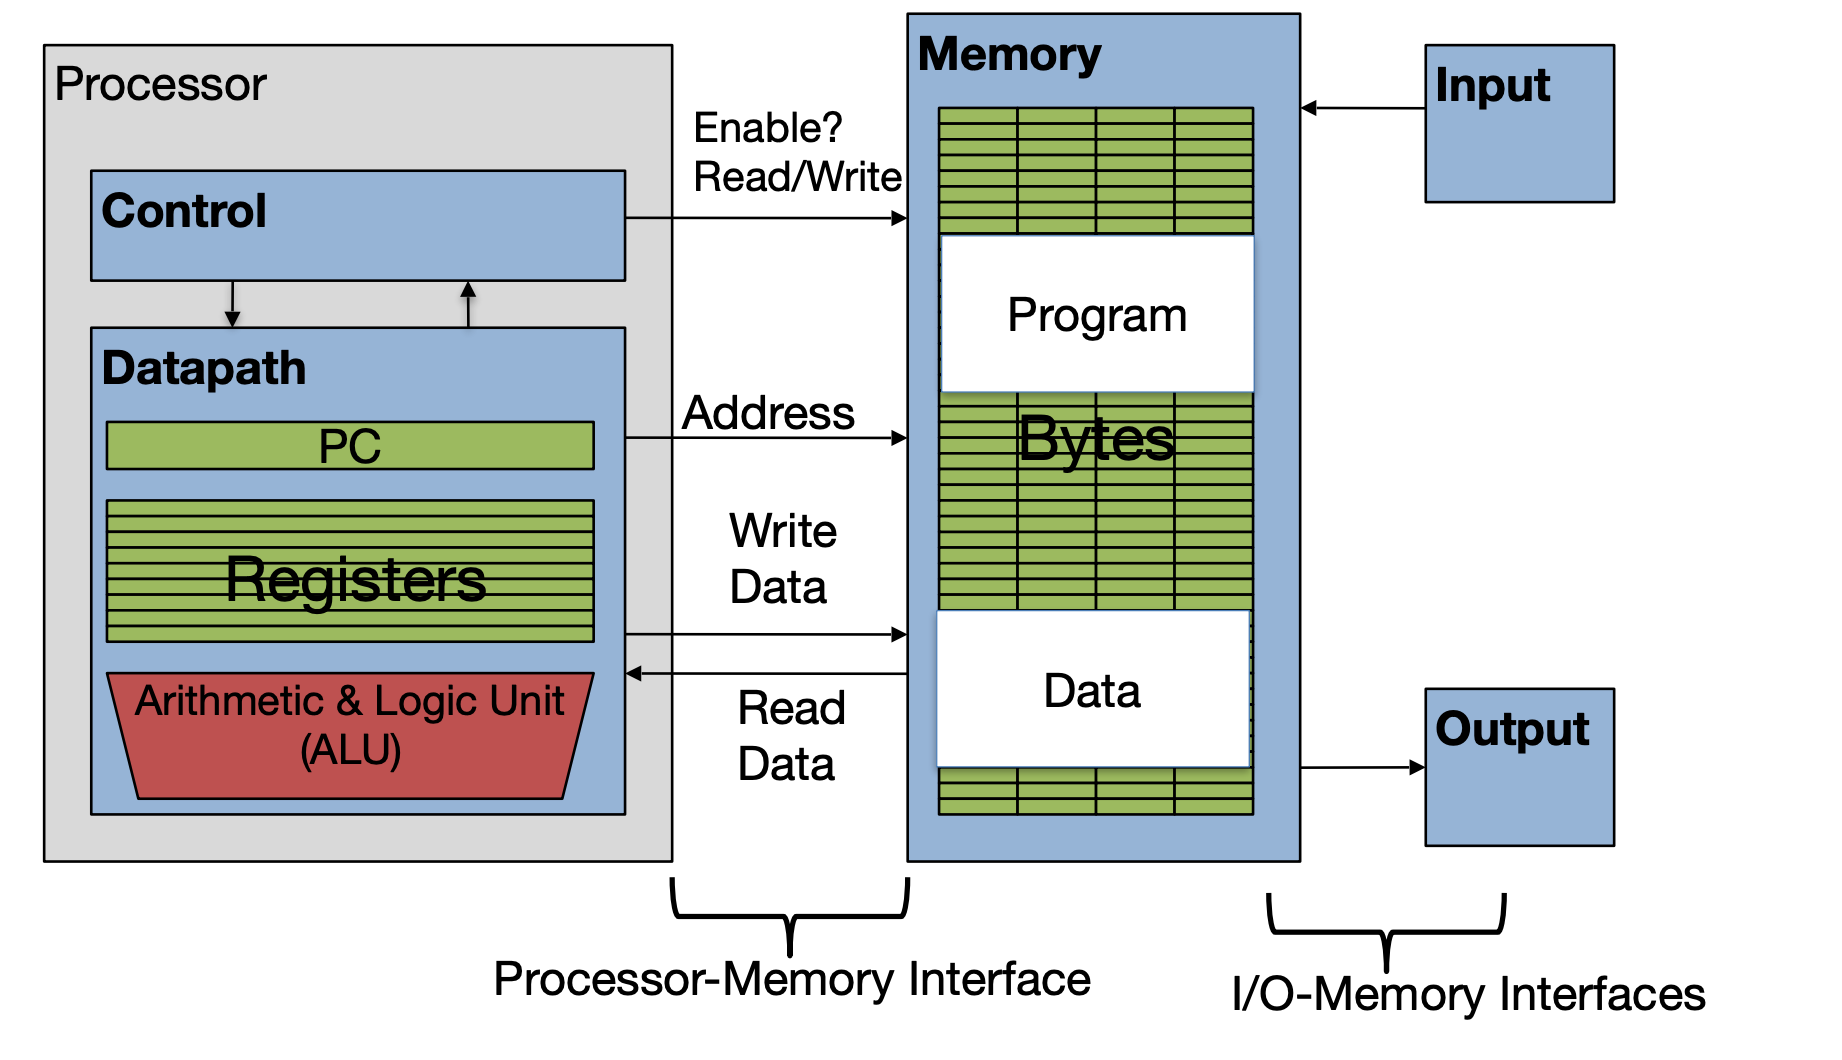 Processor
Control
Datapath
PC
Registers
Arithmetic & Logic Unit
(ALU)
Enable?
Read/Write
Address
Write
Data
Read
Data
Memory
Program
Bytes
Data
Input
Output
Processor-Memory Interface
I/O-Memory Interfaces